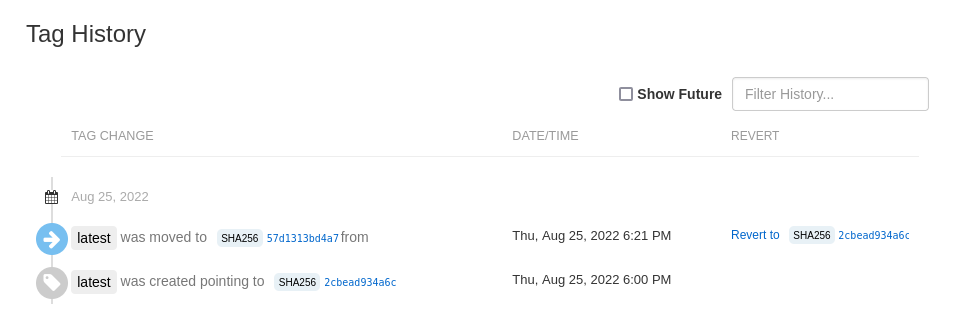 Tag History
Show Future Filter History...
TAG CHANGE DATE/TIME REVERT
Aug 25, 2022
latest was moved to SHA256 57d1313bd4a7 from Thu, Aug 25, 2022 6:21 PM Revert to SHA256 2cbead934a6c
latest was created pointing to SHA256 2cbead934a6c Thu, Aug 25, 2022 6:00 PM